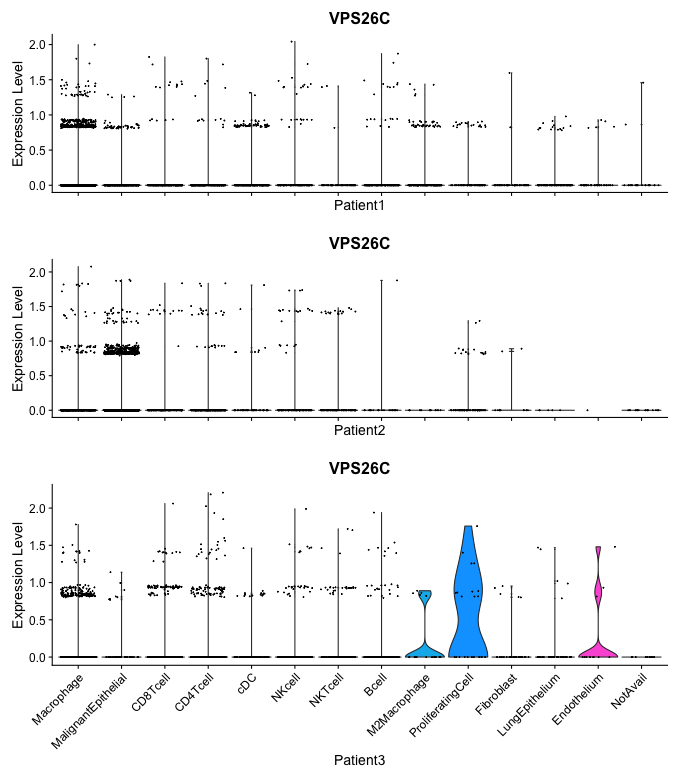 VPS26C
Expression Level
2.0
1.5
1.0
0.5
0.0
Patient1
VPS26C
Expression Level
2.0
1.5
1.0
0.5
0.0
Patient2
VPS26C
Expression Level
2.0
1.5
1.0
0.5
0.0
Macrophage
MalignantEpithelial
CD8Tcell
CD4Tcell
cDC
NKcell
NKTcell
Bcell
M2Macrophage
ProliferatingCell
Fibroblast
LungEpithelium
Endothelium
NotAvail
Patient3